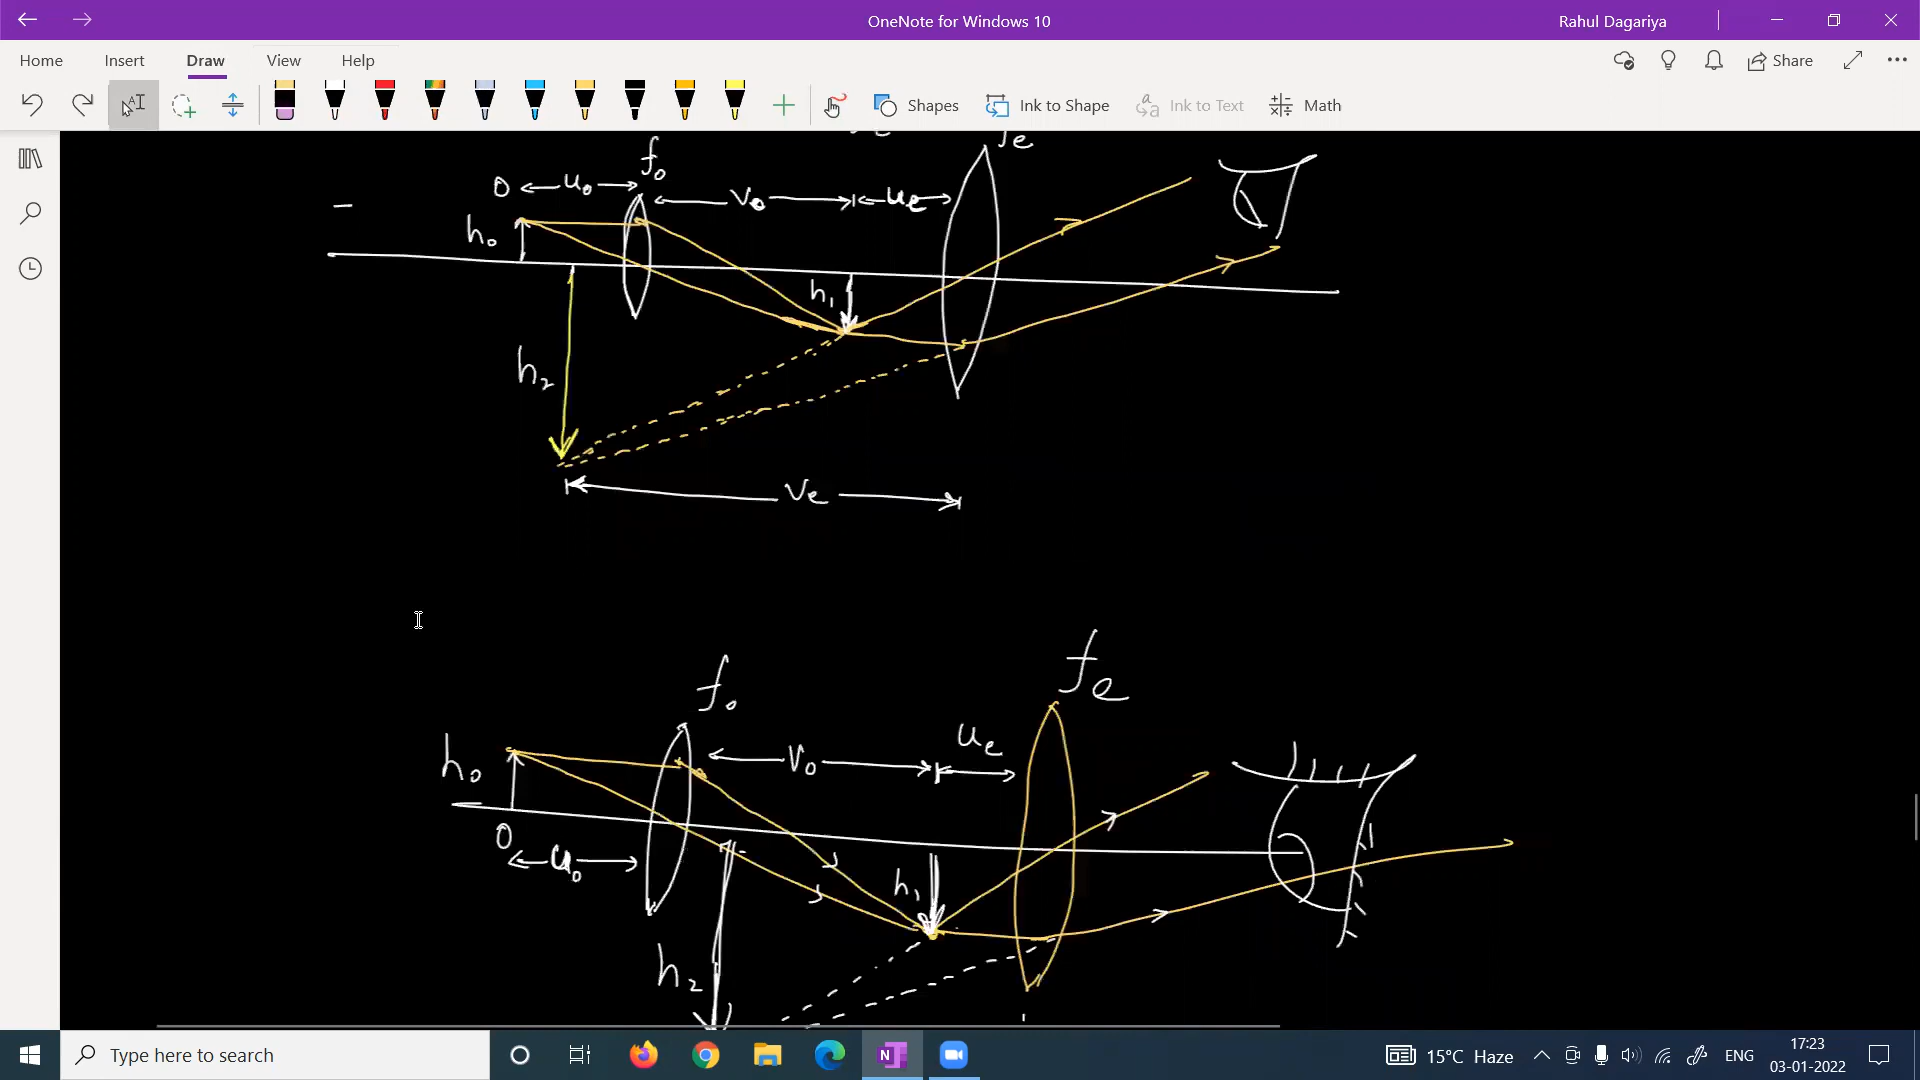 OneNote for Windows 10
Rahul Dagariya
Home Insert Draw View Help
Share
Shapes Ink to Shape Ink to Text Math
fe
fo
O uo vo ue
ho
h1
h2
ve
fe
fo
ue
ho vo
O
uo
h1
h2
Type here to search
15°C Haze ENG 17:23
03-01-2022